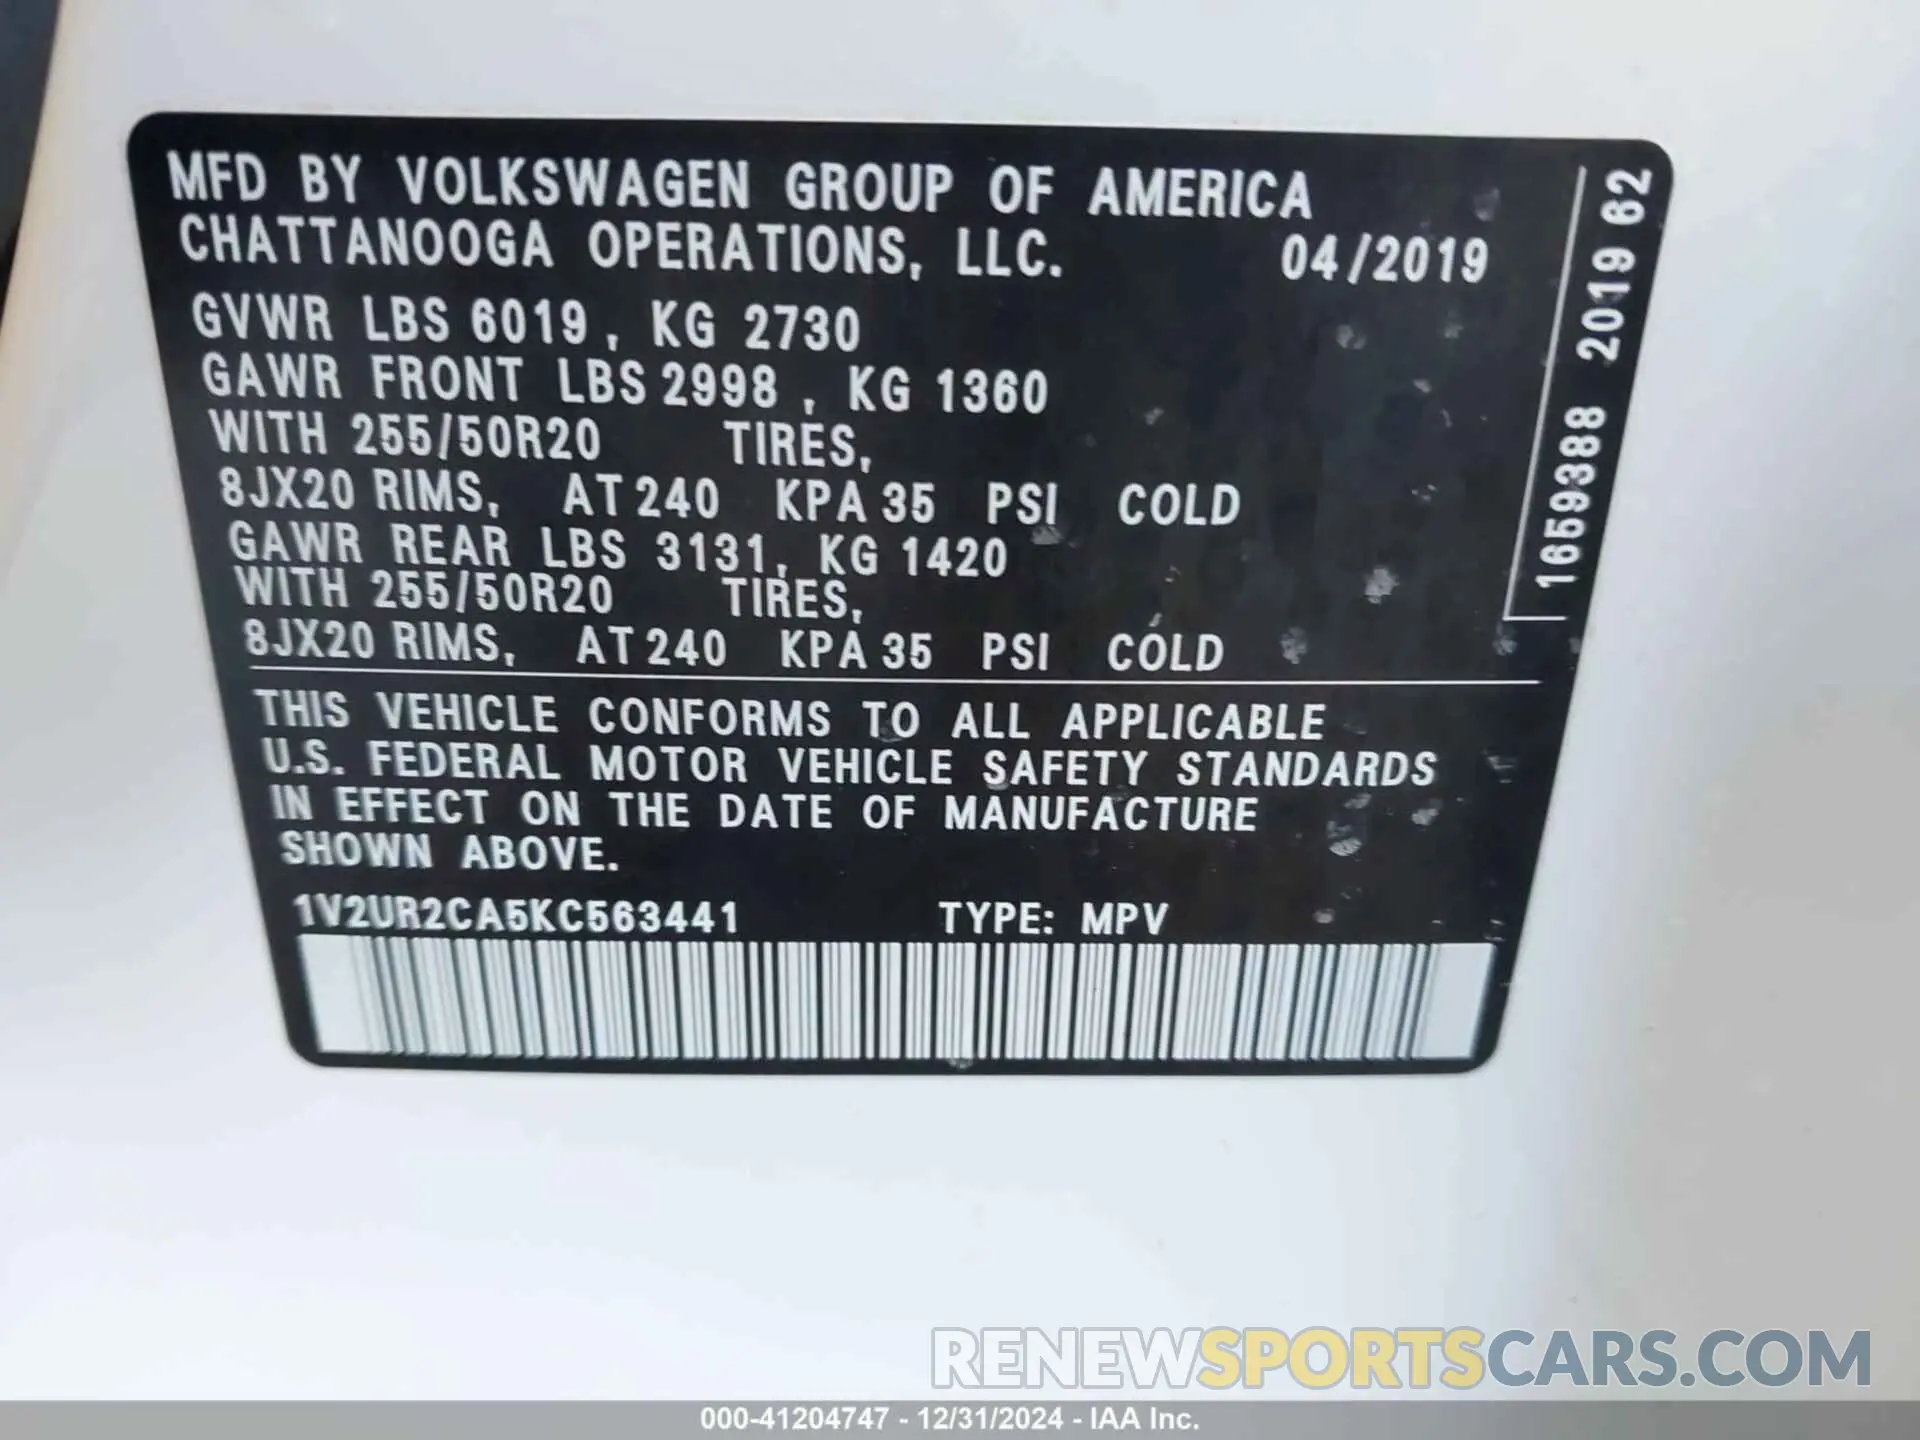 MFD BY VOLKSWAGEN GROUP OF AMERICA
CHATTANOOGA OPERATIONS, LLC. 04/2019
GVWR LBS 6019, KG 2730
GAWR FRONT LBS 2998, KG 1360
WITH 255/50R20 TIRES,
8JX20 RIMS, AT 240 KPA 35 PSI COLD
GAWR REAR LBS 3131, KG 1420
WITH 255/50R20 TIRES,
8JX20 RIMS, AT 240 KPA 35 PSI COLD
THIS VEHICLE CONFORMS TO ALL APPLICABLE
U.S. FEDERAL MOTOR VEHICLE SAFETY STANDARDS
IN EFFECT ON THE DATE OF MANUFACTURE
SHOWN ABOVE.
1V2UR2CA5KC563441 TYPE: MPV
1659388 2019 62
RENEWSPORTSCARS.COM
000-41204747 - 12/31/2024 - IAA Inc.